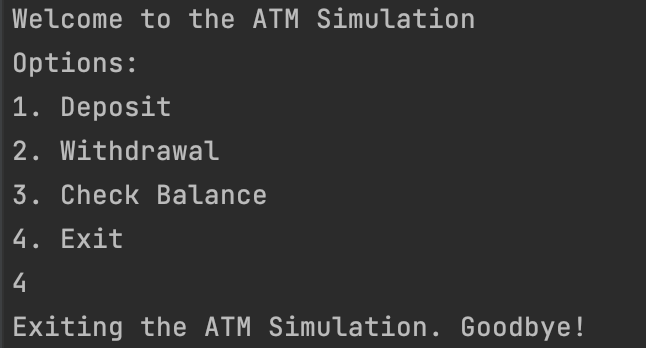 Welcome to the ATM Simulation
Options:
1. Deposit
2. Withdrawal
3. Check Balance
4. Exit
4
Exiting the ATM Simulation. Goodbye!